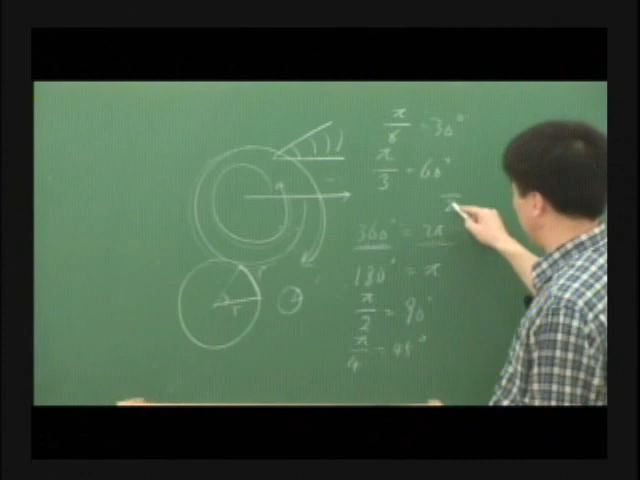 π/6 = 30°
π/3 = 60°
360° = 2π
180° = π
π/2 = 90°
π/4 = 45°
r
r